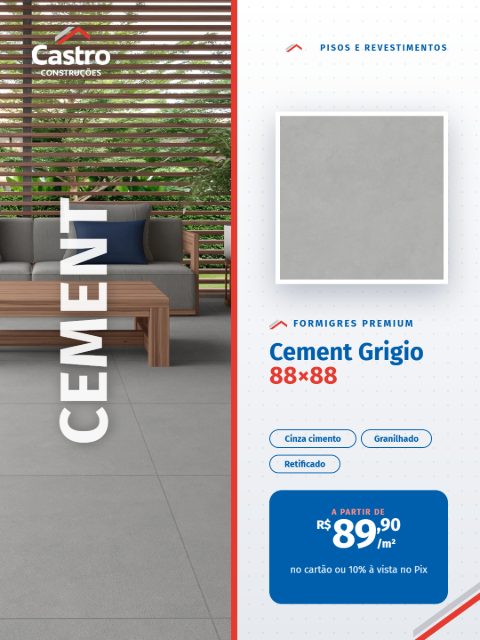 Castro
CONSTRUÇÕES
CEMENT
PISOS E REVESTIMENTOS
FORMIGRES PREMIUM
Cement Grigio
88×88
Cinza cimento
Granilhado
Retificado
A PARTIR DE
R$89,90/m²
no cartão ou 10% à vista no Pix